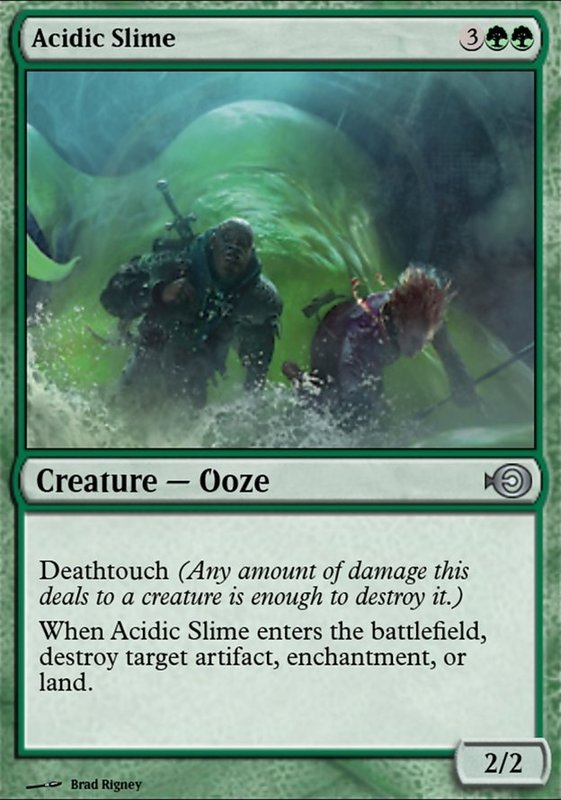 Acidic Slime 3
Creature — Ooze
Deathtouch (Any amount of damage this
deals to a creature is enough to destroy it.)
When Acidic Slime enters the battlefield,
destroy target artifact, enchantment, or
land.
2/2
Brad Rigney